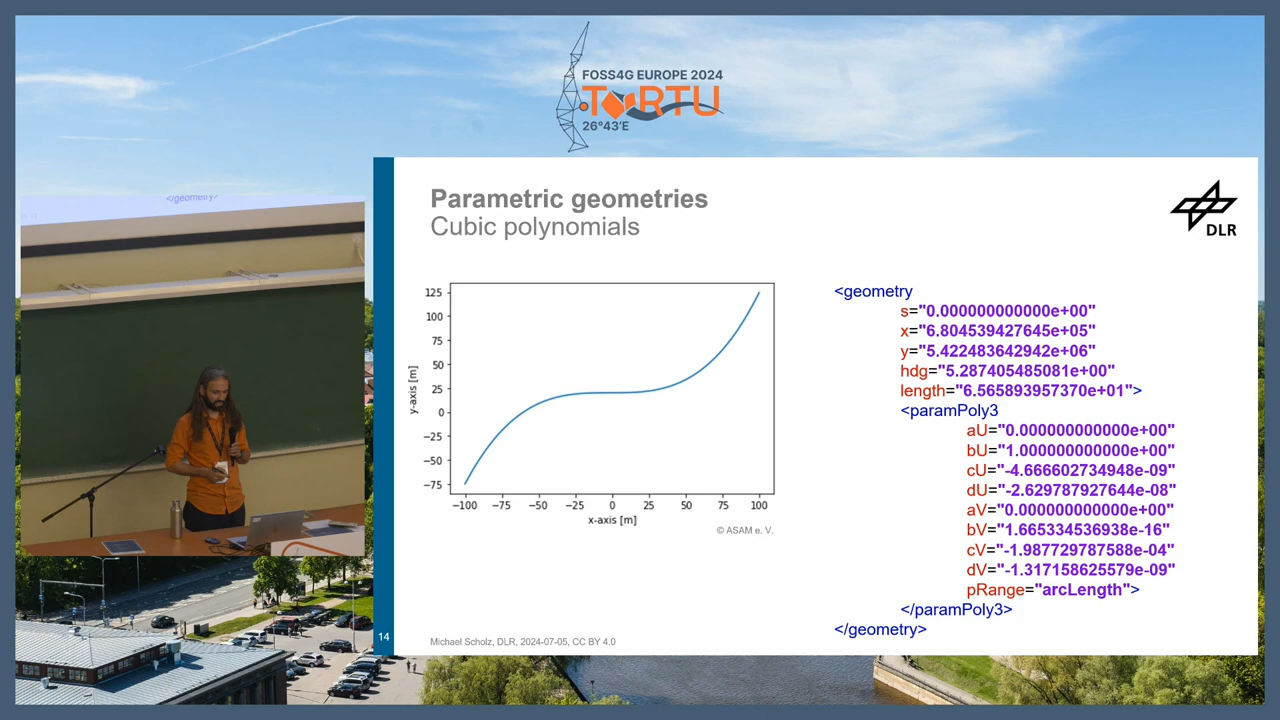 FOSS4G EUROPE 2024
TARTU
26°43'E
</geometry>
Parametric geometries
Cubic polynomials
DLR
125
100
75
50
25
0
−25
−50
−75
y-axis [m]
−100 −75 −50 −25 0 25 50 75 100
x-axis [m]
© ASAM e. V.
<geometry
s="0.000000000000e+00"
x="6.804539427645e+05"
y="5.422483642942e+06"
hdg="5.287405485081e+00"
length="6.565893957370e+01">
<paramPoly3
aU="0.000000000000e+00"
bU="1.000000000000e+00"
cU="-4.666602734948e-09"
dU="-2.629787927644e-08"
aV="0.000000000000e+00"
bV="1.665334536938e-16"
cV="-1.987729787588e-04"
dV="-1.317158625579e-09"
pRange="arcLength">
</paramPoly3>
</geometry>
14
Michael Scholz, DLR, 2024-07-05, CC BY 4.0